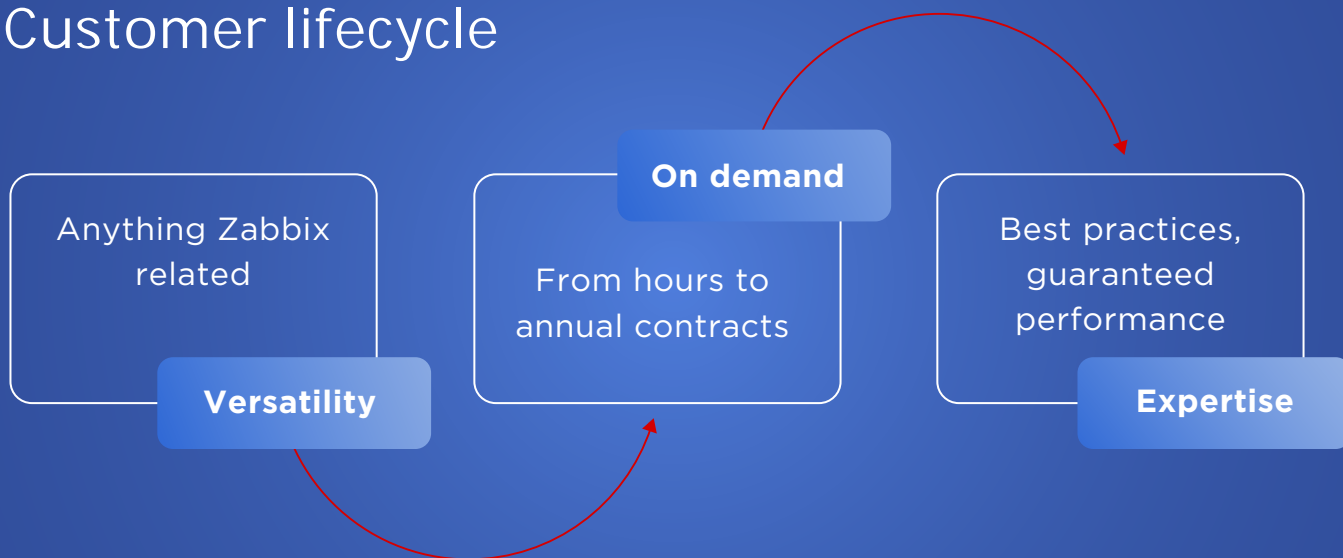 Customer lifecycle
Anything Zabbix
related
Versatility
On demand
From hours to
annual contracts
Best practices,
guaranteed
performance
Expertise